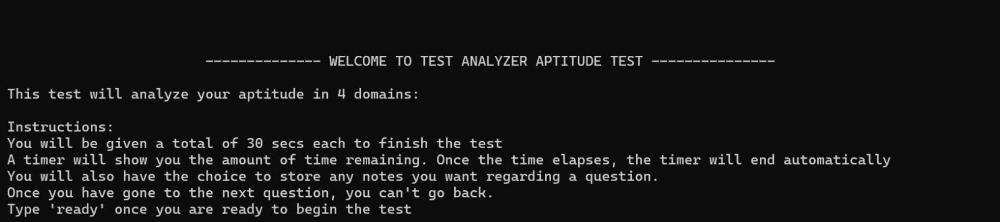 -------------- WELCOME TO TEST ANALYZER APTITUDE TEST ---------------
This test will analyze your aptitude in 4 domains:
Instructions:
You will be given a total of 30 secs each to finish the test
A timer will show you the amount of time remaining. Once the time elapses, the timer will end automatically
You will also have the choice to store any notes you want regarding a question.
Once you have gone to the next question, you can't go back.
Type 'ready' once you are ready to begin the test